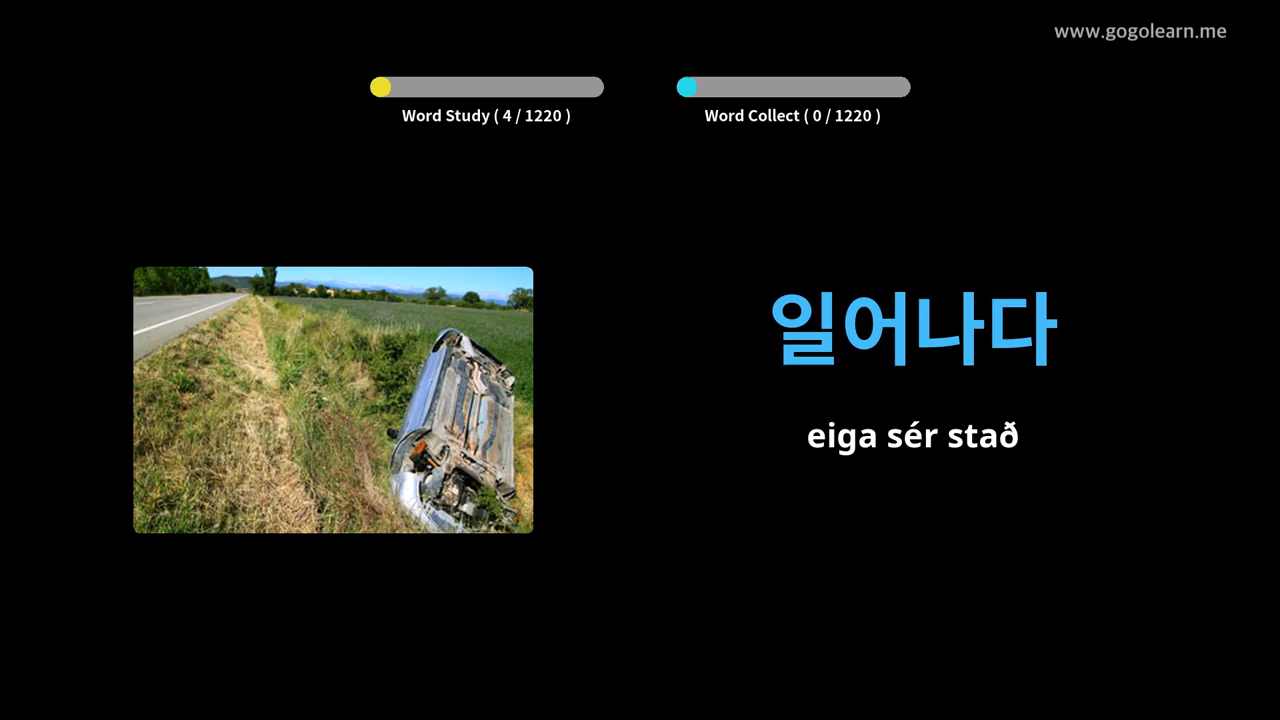 www.gogolearn.me
Word Study ( 4 / 1220 )
Word Collect ( 0 / 1220 )
일어나다
eiga sér stað